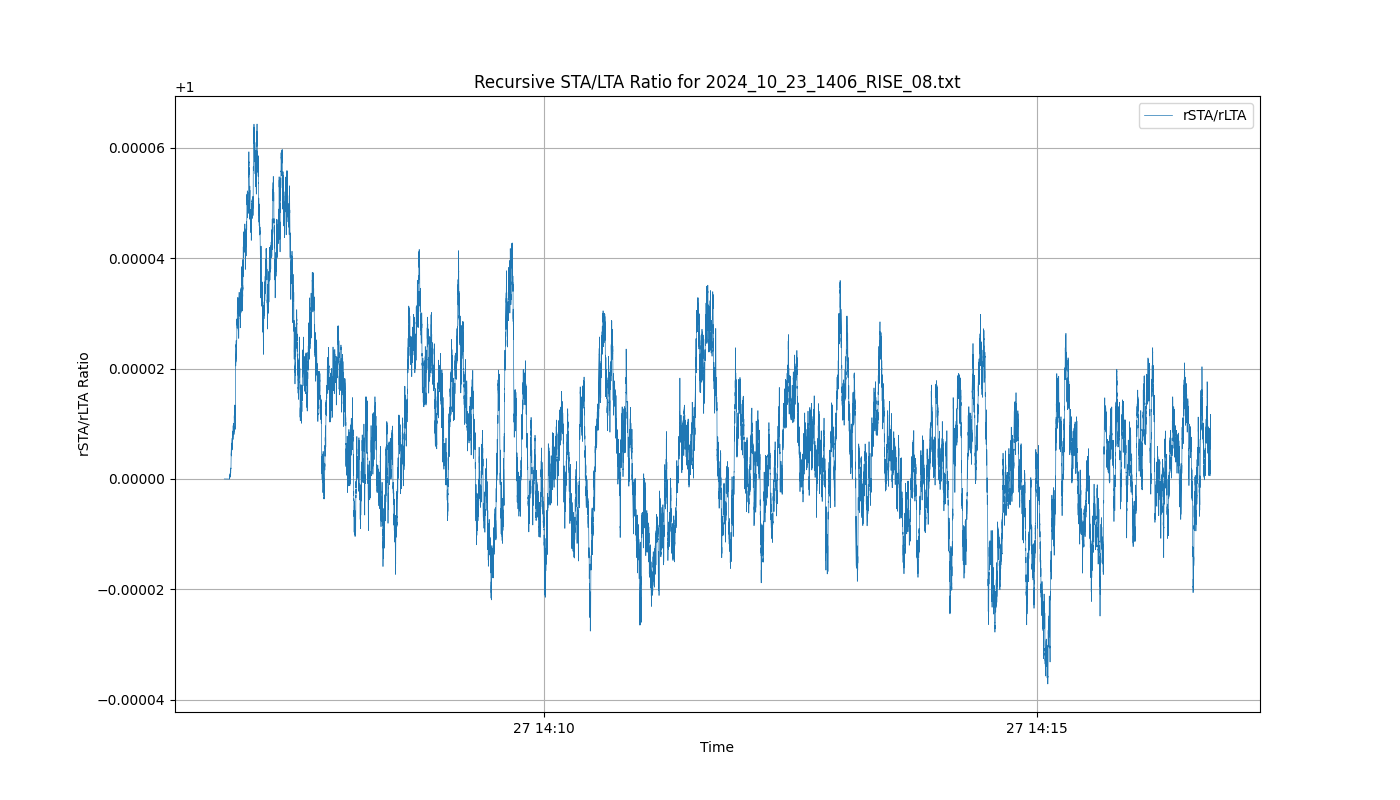 Recursive STA/LTA Ratio for 2024_10_23_1406_RISE_08.txt
+1
rSTA/rLTA
0.00006
0.00004
0.00002
0.00000
−0.00002
−0.00004
rSTA/rLTA Ratio
27 14:10
27 14:15
Time